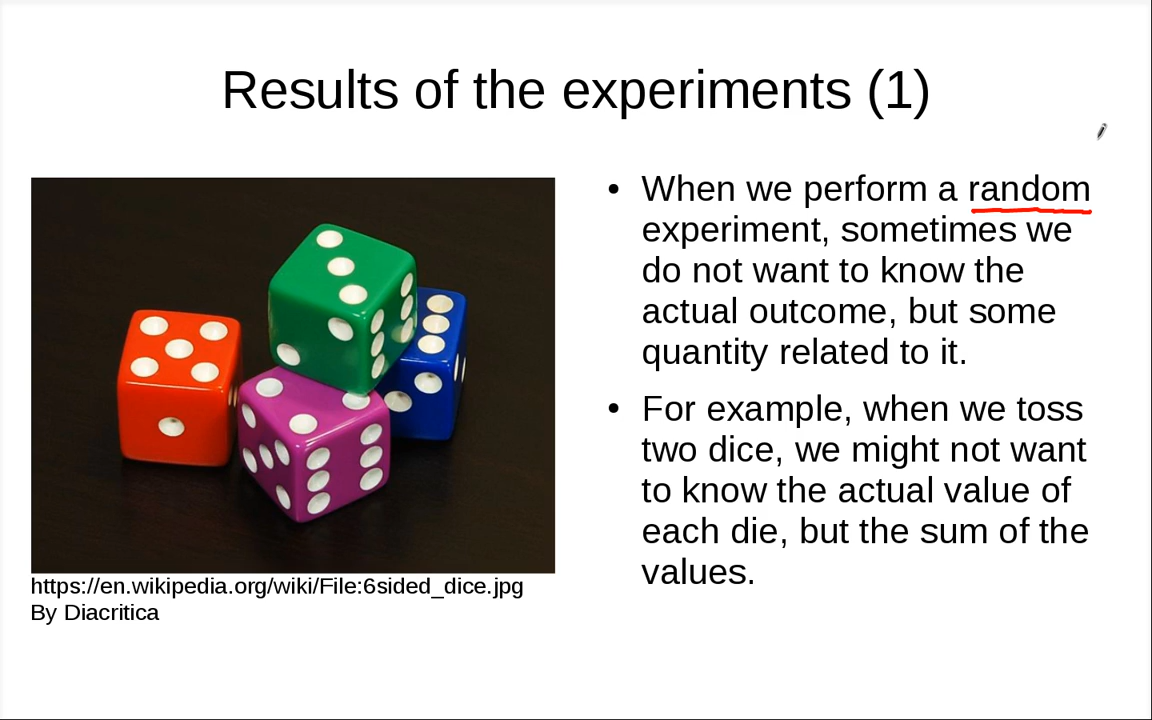 Results of the experiments (1)
• When we perform a random
experiment, sometimes we
do not want to know the
actual outcome, but some
quantity related to it.
• For example, when we toss
two dice, we might not want
to know the actual value of
each die, but the sum of the
values.
https://en.wikipedia.org/wiki/File:6sided_dice.jpg
By Diacritica